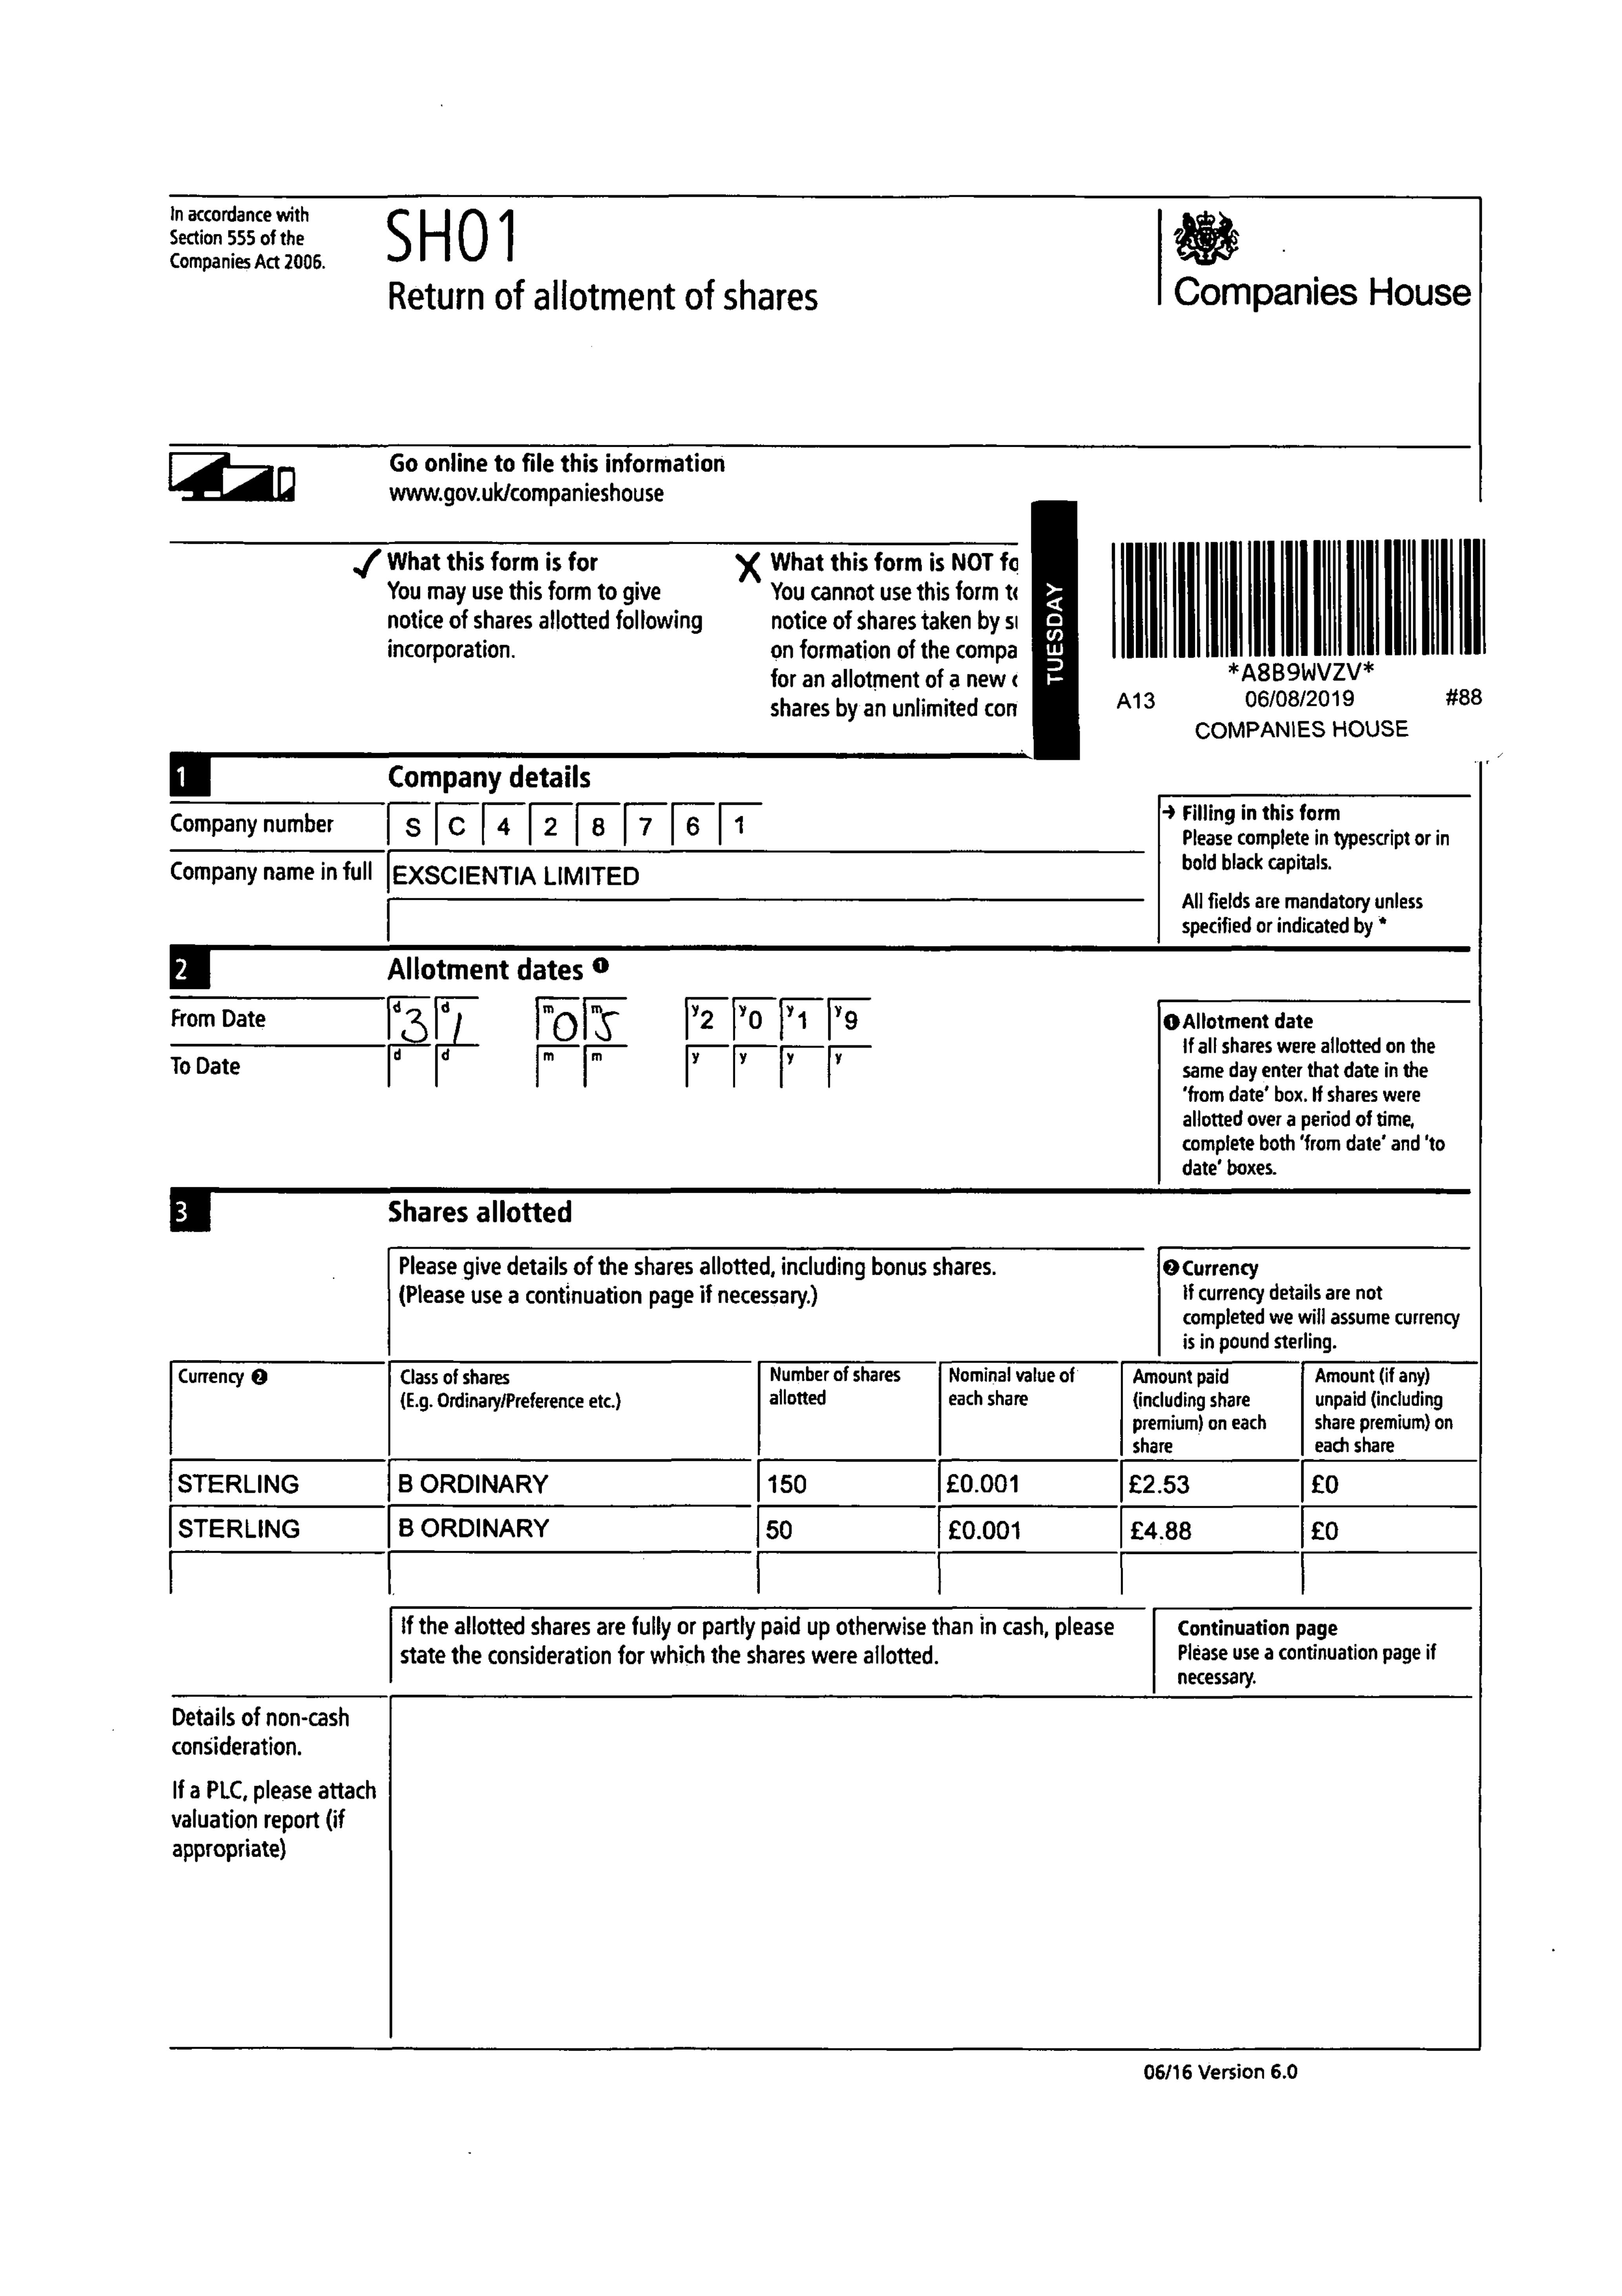 In accordance with
Section 555 of the
Companies Act 2006.
SH01
Return of allotment of shares
Companies House
Go online to file this information
www.gov.uk/companieshouse
✓ What this form is for
You may use this form to give
notice of shares allotted following
incorporation.
X What this form is NOT fo
You cannot use this form to
notice of shares taken by su
on formation of the compa
for an allotment of a new c
shares by an unlimited com
TUESDAY
*A8B9WVZV*
A13 06/08/2019 #88
COMPANIES HOUSE
1 Company details
Company number S C 4 2 8 7 6 1
Company name in full EXSCIENTIA LIMITED
→ Filling in this form
Please complete in typescript or in
bold black capitals.
All fields are mandatory unless
specified or indicated by *
2 Allotment dates ❶
From Date d3 d1 m0 m5 y2 y0 y1 y9
To Date d d m m y y y y
❶ Allotment date
If all shares were allotted on the
same day enter that date in the
'from date' box. If shares were
allotted over a period of time,
complete both 'from date' and 'to
date' boxes.
3 Shares allotted
Please give details of the shares allotted, including bonus shares.
(Please use a continuation page if necessary.)
❷ Currency
If currency details are not
completed we will assume currency
is in pound sterling.
Currency ❷
Class of shares
(E.g. Ordinary/Preference etc.)
Number of shares
allotted
Nominal value of
each share
Amount paid
(including share
premium) on each
share
Amount (if any)
unpaid (including
share premium) on
each share
STERLING B ORDINARY 150 £0.001 £2.53 £0
STERLING B ORDINARY 50 £0.001 £4.88 £0
If the allotted shares are fully or partly paid up otherwise than in cash, please
state the consideration for which the shares were allotted.
Continuation page
Please use a continuation page if
necessary.
Details of non-cash
consideration.
If a PLC, please attach
valuation report (if
appropriate)
06/16 Version 6.0